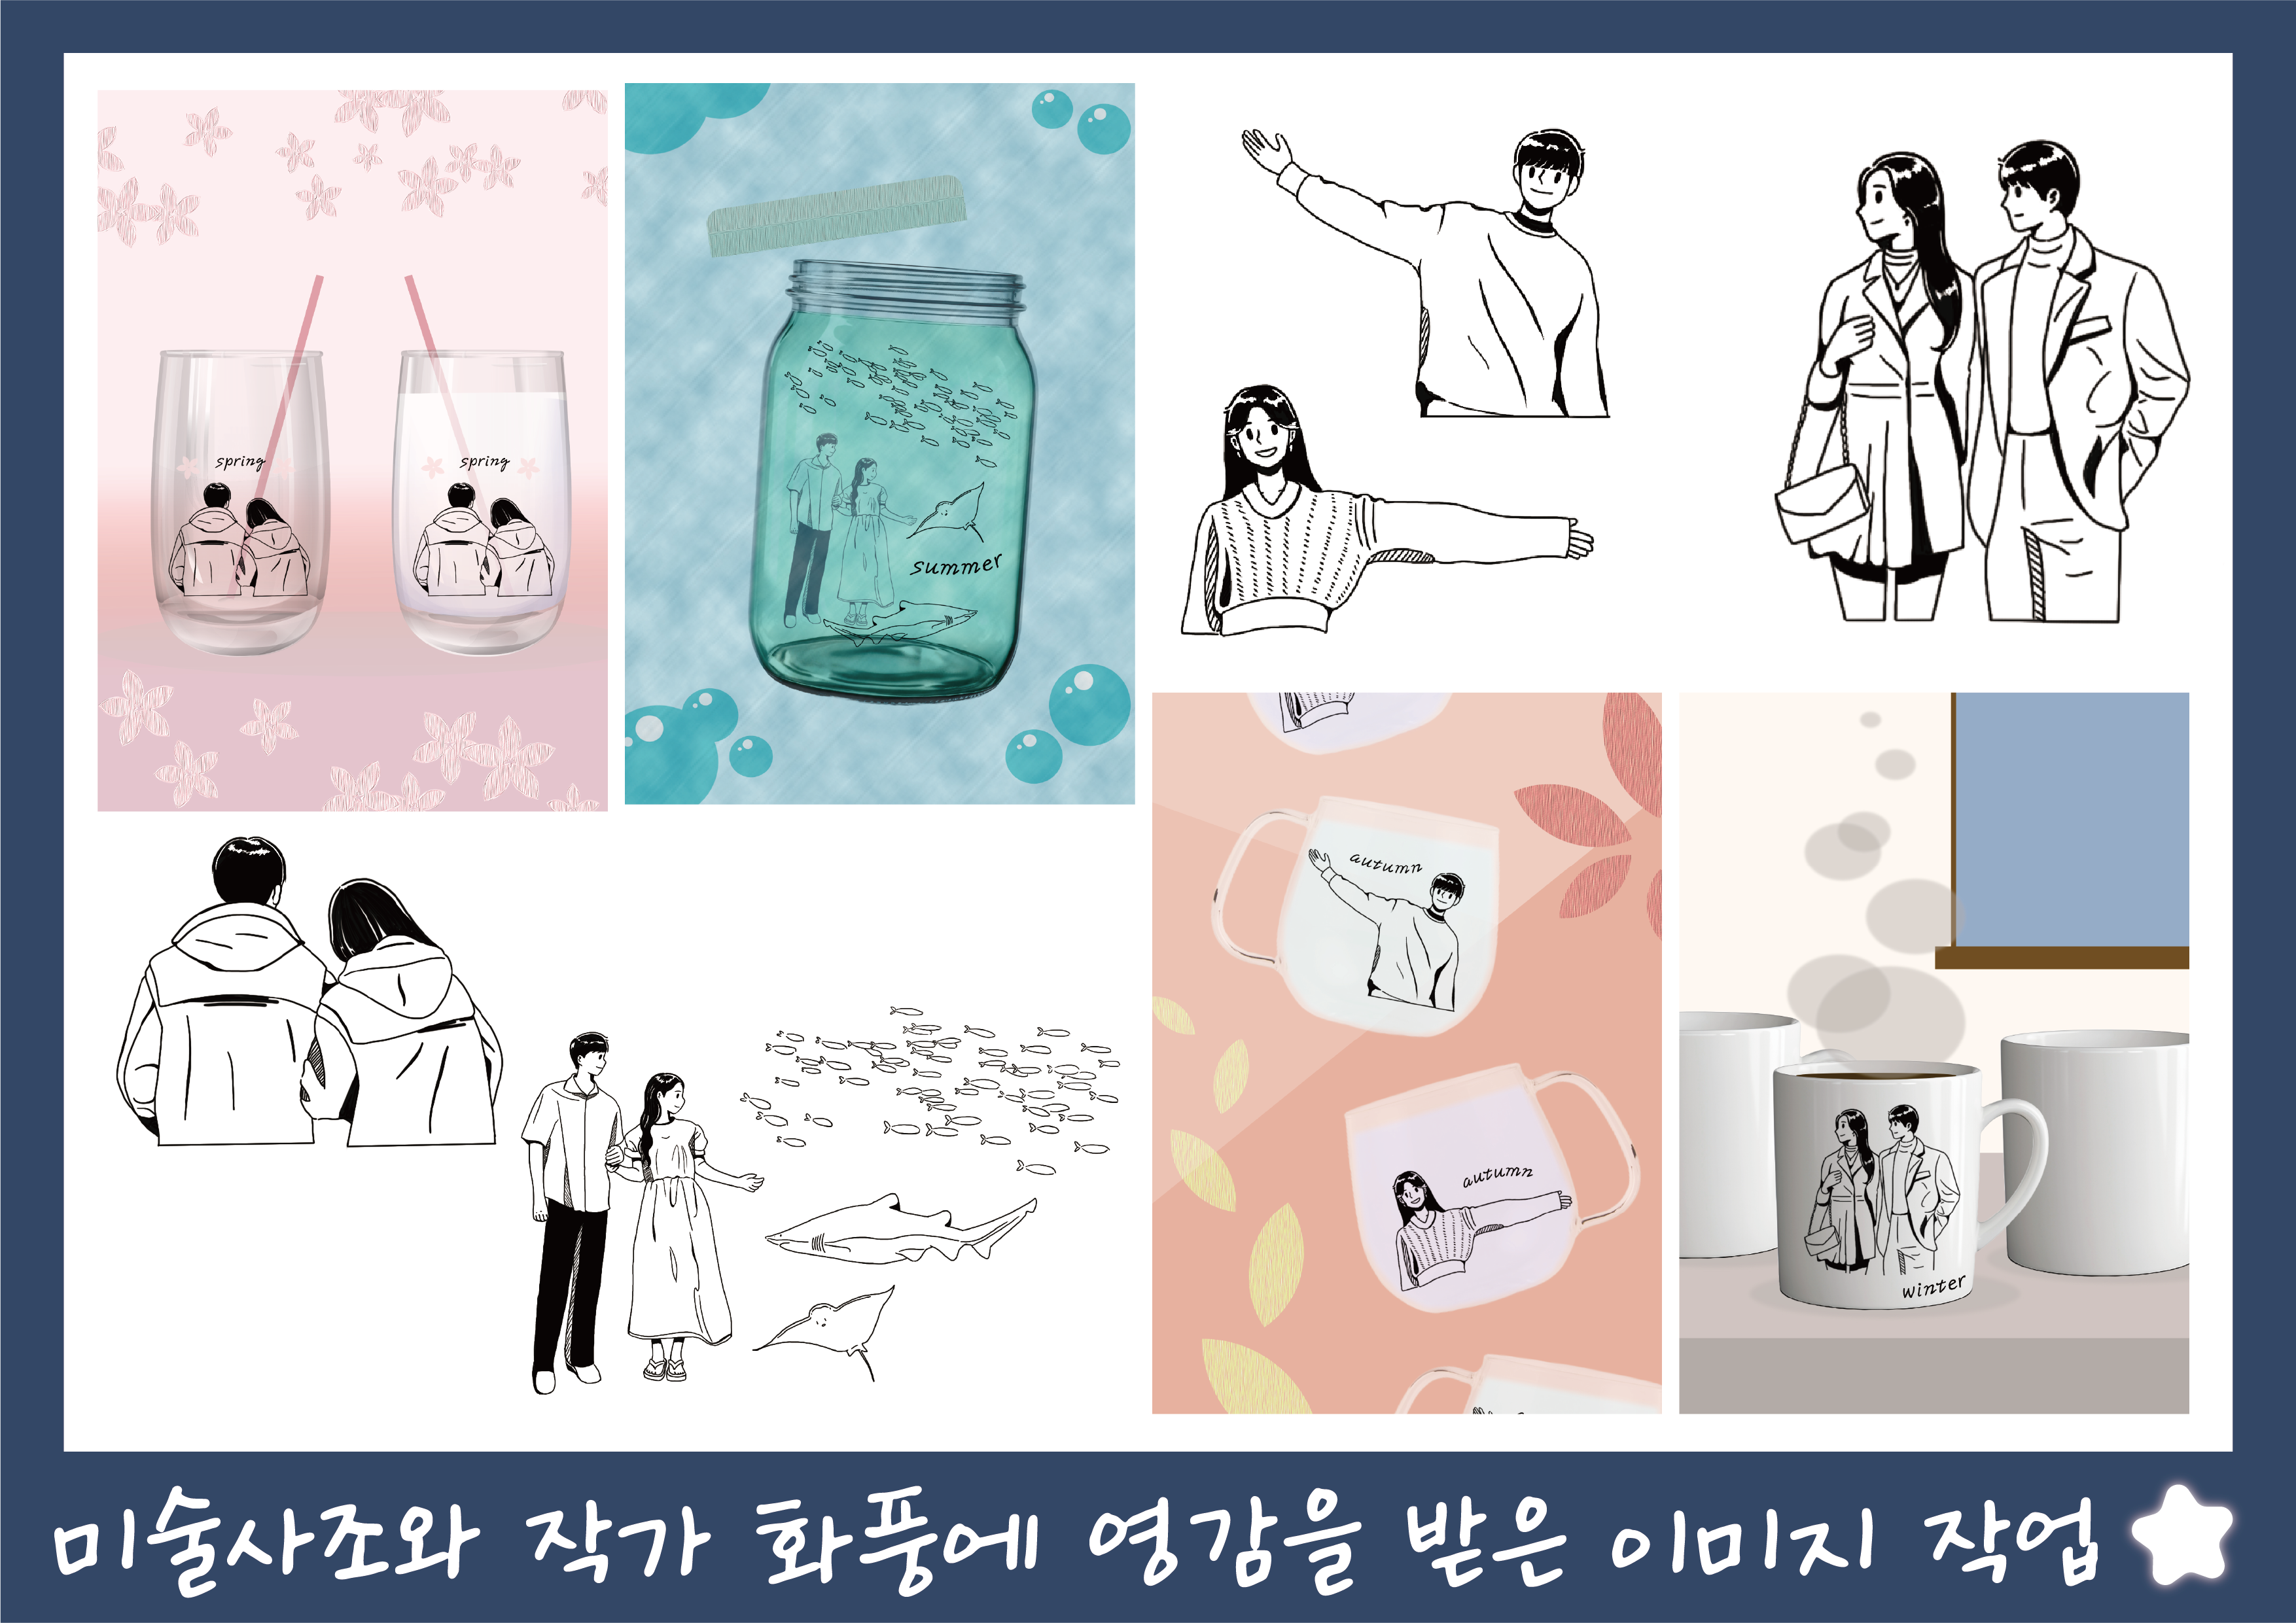 spring
spring
summer
autumn
autumn
winter
미술사조와 작가 화풍에 영감을 받은 이미지 작업